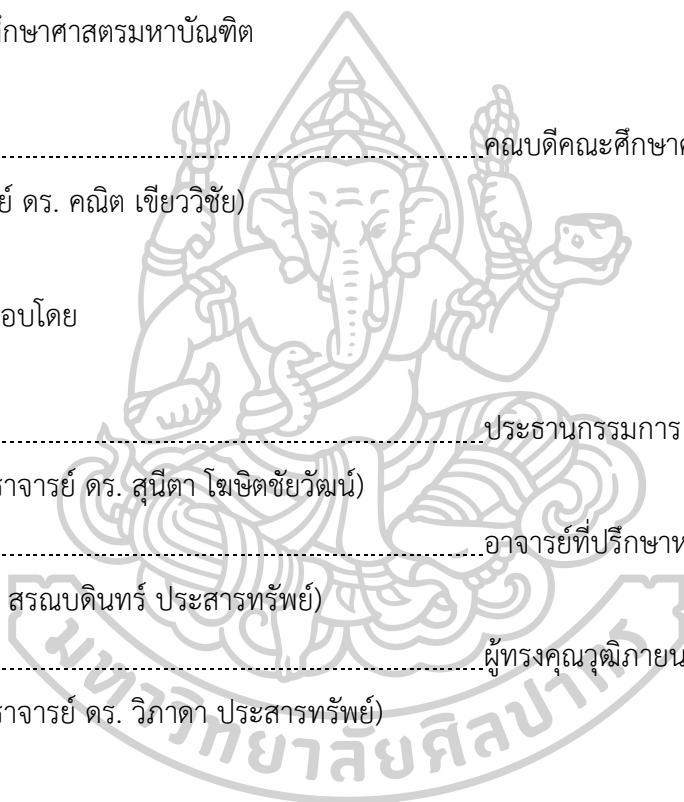 ึกษาศาสตรมหาบัณฑิต
คณบดีคณะศึกษาศ
ย์ ดร. คณิต เขียววิชัย)
อบโดย
ประธานกรรมการ
าจารย์ ดร. สุนีตา โฆษิตชัยวัฒน์)
อาจารย์ที่ปรึกษาห
สรณบดินทร์ ประสารทรัพย์)
ผู้ทรงคุณวุฒิภายน
าจารย์ ดร. วิภาดา ประสารทรัพย์)
มหาวิทยาลัยศิลปากร